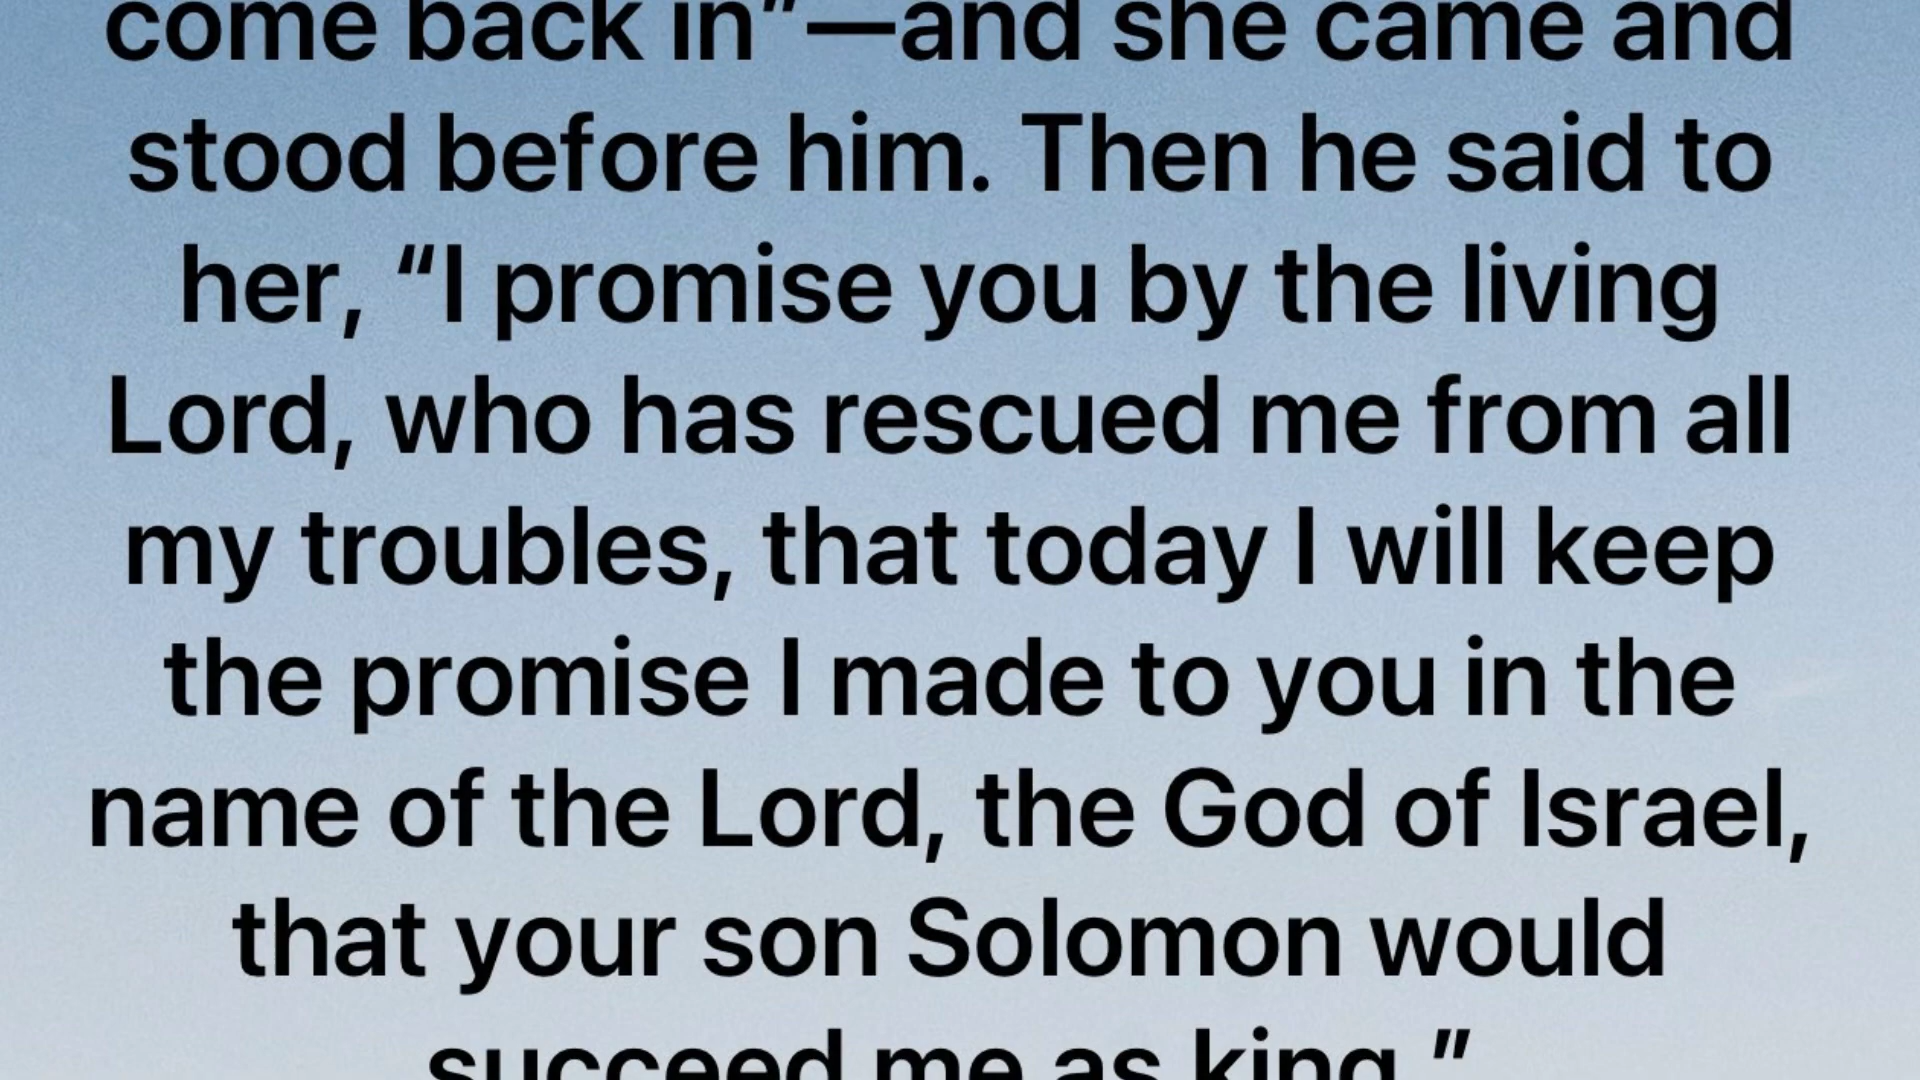 come back in”—and she came and
stood before him. Then he said to
her, “I promise you by the living
Lord, who has rescued me from all
my troubles, that today I will keep
the promise I made to you in the
name of the Lord, the God of Israel,
that your son Solomon would
succeed me as king.”